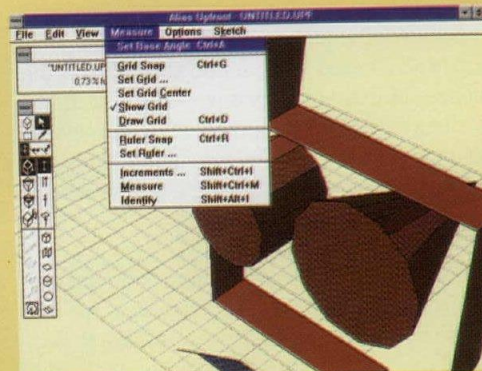 Alias Upfront - UNTITLED.UPF
File Edit View Measure Options Sketch
Set Base Angle Ctrl+A
"UNTITLED.UPF
0.73% N
Grid Snap Ctrl+G
Set Grid ...
Set Grid Center
✓Show Grid
Draw Grid Ctrl+D
Ruler Snap Ctrl+R
Set Ruler ...
Increments ... Shift+Ctrl+I
Measure Shift+Ctrl+M
Identify Shift+Alt+I